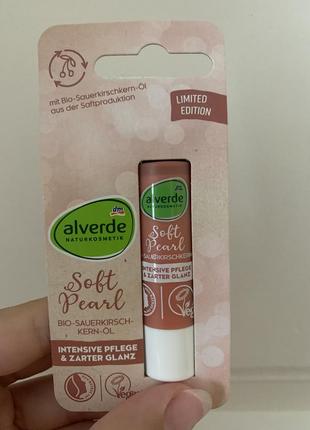 mit Bio-Sauerkirschkern-Öl
aus der Saftproduktion
LIMITED
EDITION
dm
alverde
NATURKOSMETIK
Soft
Pearl
BIO-SAUERKIRSCH-
KERN-ÖL
INTENSIVE PFLEGE
& ZARTER GLANZ
alverde
NATURKOSMETIK
Soft
Pearl
SAUERKIRSCHKERN
INTENSIVE PFLEGE
& ZARTER GLANZ